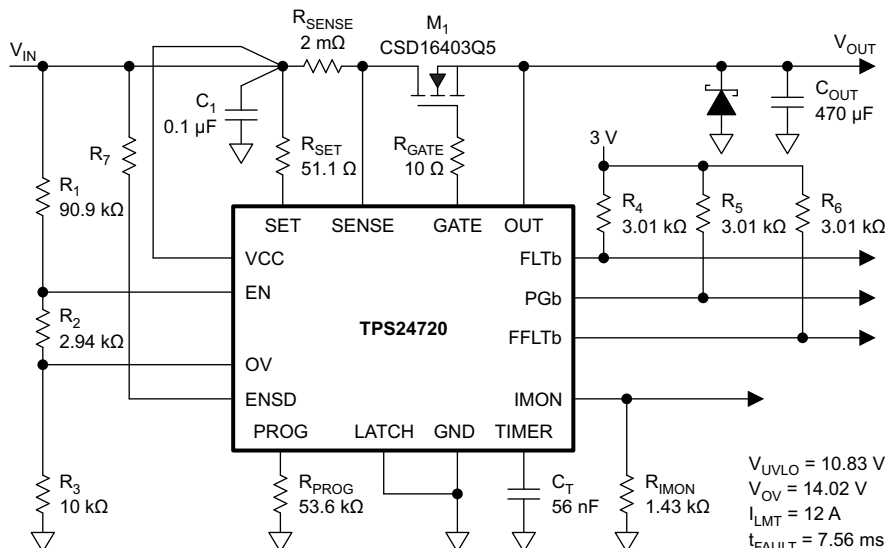 R_SENSE
2 mΩ
M_1
CSD16403Q5
V_IN
V_OUT
C_1
0.1 µF
R_SET
51.1 Ω
R_GATE
10 Ω
C_OUT
470 µF
3 V
R_7
R_1
90.9 kΩ
R_4
3.01 kΩ
R_5
3.01 kΩ
R_6
3.01 kΩ
SET
SENSE
GATE
OUT
VCC
FLTb
EN
PGb
R_2
2.94 kΩ
TPS24720
FFLTb
OV
ENSD
IMON
PROG
LATCH
GND
TIMER
R_3
10 kΩ
R_PROG
53.6 kΩ
C_T
56 nF
R_IMON
1.43 kΩ
V_UVLO = 10.83 V
V_OV = 14.02 V
I_LMT = 12 A
t_FAULT = 7.56 ms